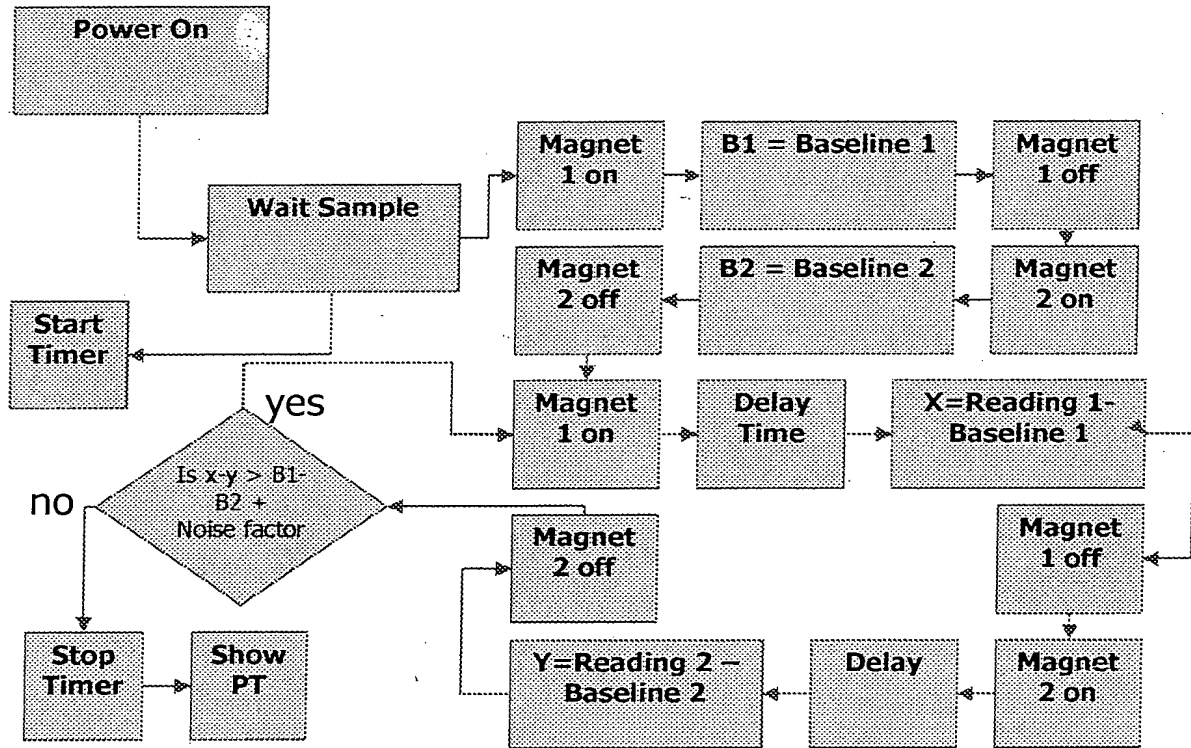 Power On
Wait Sample
Magnet
1 on
B1 = Baseline 1
Magnet
1 off
Magnet
2 on
B2 = Baseline 2
Magnet
2 off
Start
Timer
Magnet
1 on
Delay
Time
X=Reading 1-
Baseline 1
Magnet
1 off
Magnet
2 on
Delay
Y=Reading 2 –
Baseline 2
Magnet
2 off
yes
Is x-y > B1-
B2 +
Noise factor
no
Stop
Timer
Show
PT